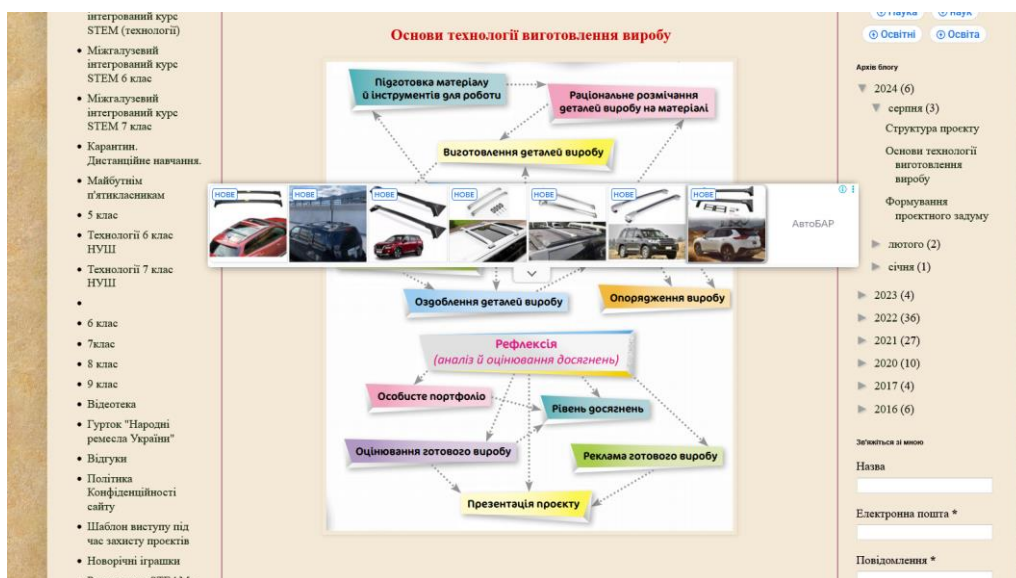 інтегрований курс
STEM (технології)
Міжгалузевий
інтегрований курс
STEM 6 клас
Міжгалузевий
інтегрований курс
STEM 7 клас
Карантин.
Дистанційне навчання.
Майбутнім
п'ятикласникам
5 клас
Технології 6 клас
НУШ
Технології 7 клас
НУШ
6 клас
7клас
8 клас
9 клас
Відеотека
Гурток "Народні
ремесла України"
Відгуки
Політика
Конфіденційності
сайту
Шаблон виступу під
час захисту проєктів
Новорічні іграшки
Основи технології виготовлення виробу
Підготовка матеріалу
й інструментів для роботи
Раціональне розмічання
деталей виробу на матеріалі
Виготовлення деталей виробу
НОВЕ НОВЕ НОВЕ НОВЕ НОВЕ НОВЕ НОВЕ
АвтоБАР
Оздоблення деталей виробу
Опорядження виробу
Рефлексія
(аналіз й оцінювання досягнень)
Особисте портфоліо
Рівень досягнень
Оцінювання готового виробу
Реклама готового виробу
Презентація проєкту
Наука наук
Освітні Освіта
Архів блогу
2024 (6)
серпня (3)
Структура проєкту
Основи технології
виготовлення
виробу
Формування
проєктного задуму
лютого (2)
січня (1)
2023 (4)
2022 (36)
2021 (27)
2020 (10)
2017 (4)
2016 (6)
Зв'яжіться зі мною
Назва
Електронна пошта *
Повідомлення *